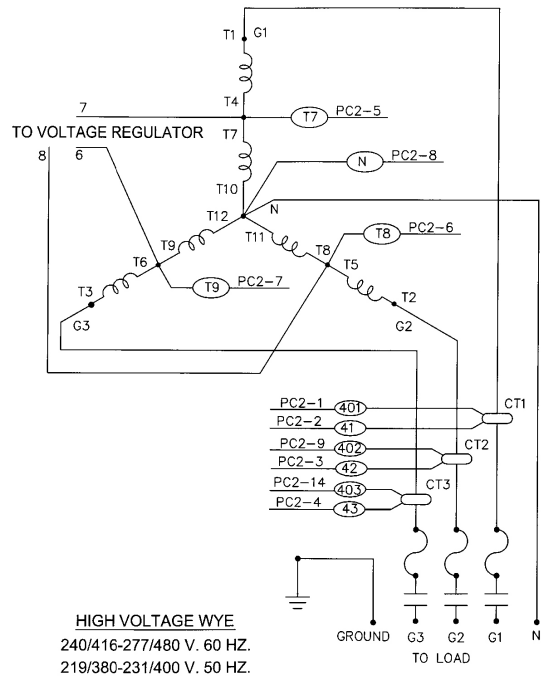 T1 G1
T4
7
T7 PC2-5
TO VOLTAGE REGULATOR
T7
8 6
N PC2-8
T10
T12 N
T9 T11
T8 PC2-6
T6 T8
T5
T3
T9 PC2-7
T2
G3
G2
PC2-1 401
CT1
PC2-2 41
PC2-9 402
CT2
PC2-3 42
PC2-14 403
CT3
PC2-4 43
GROUND G3 G2 G1 N
TO LOAD
HIGH VOLTAGE WYE
240/416-277/480 V. 60 HZ.
219/380-231/400 V. 50 HZ.